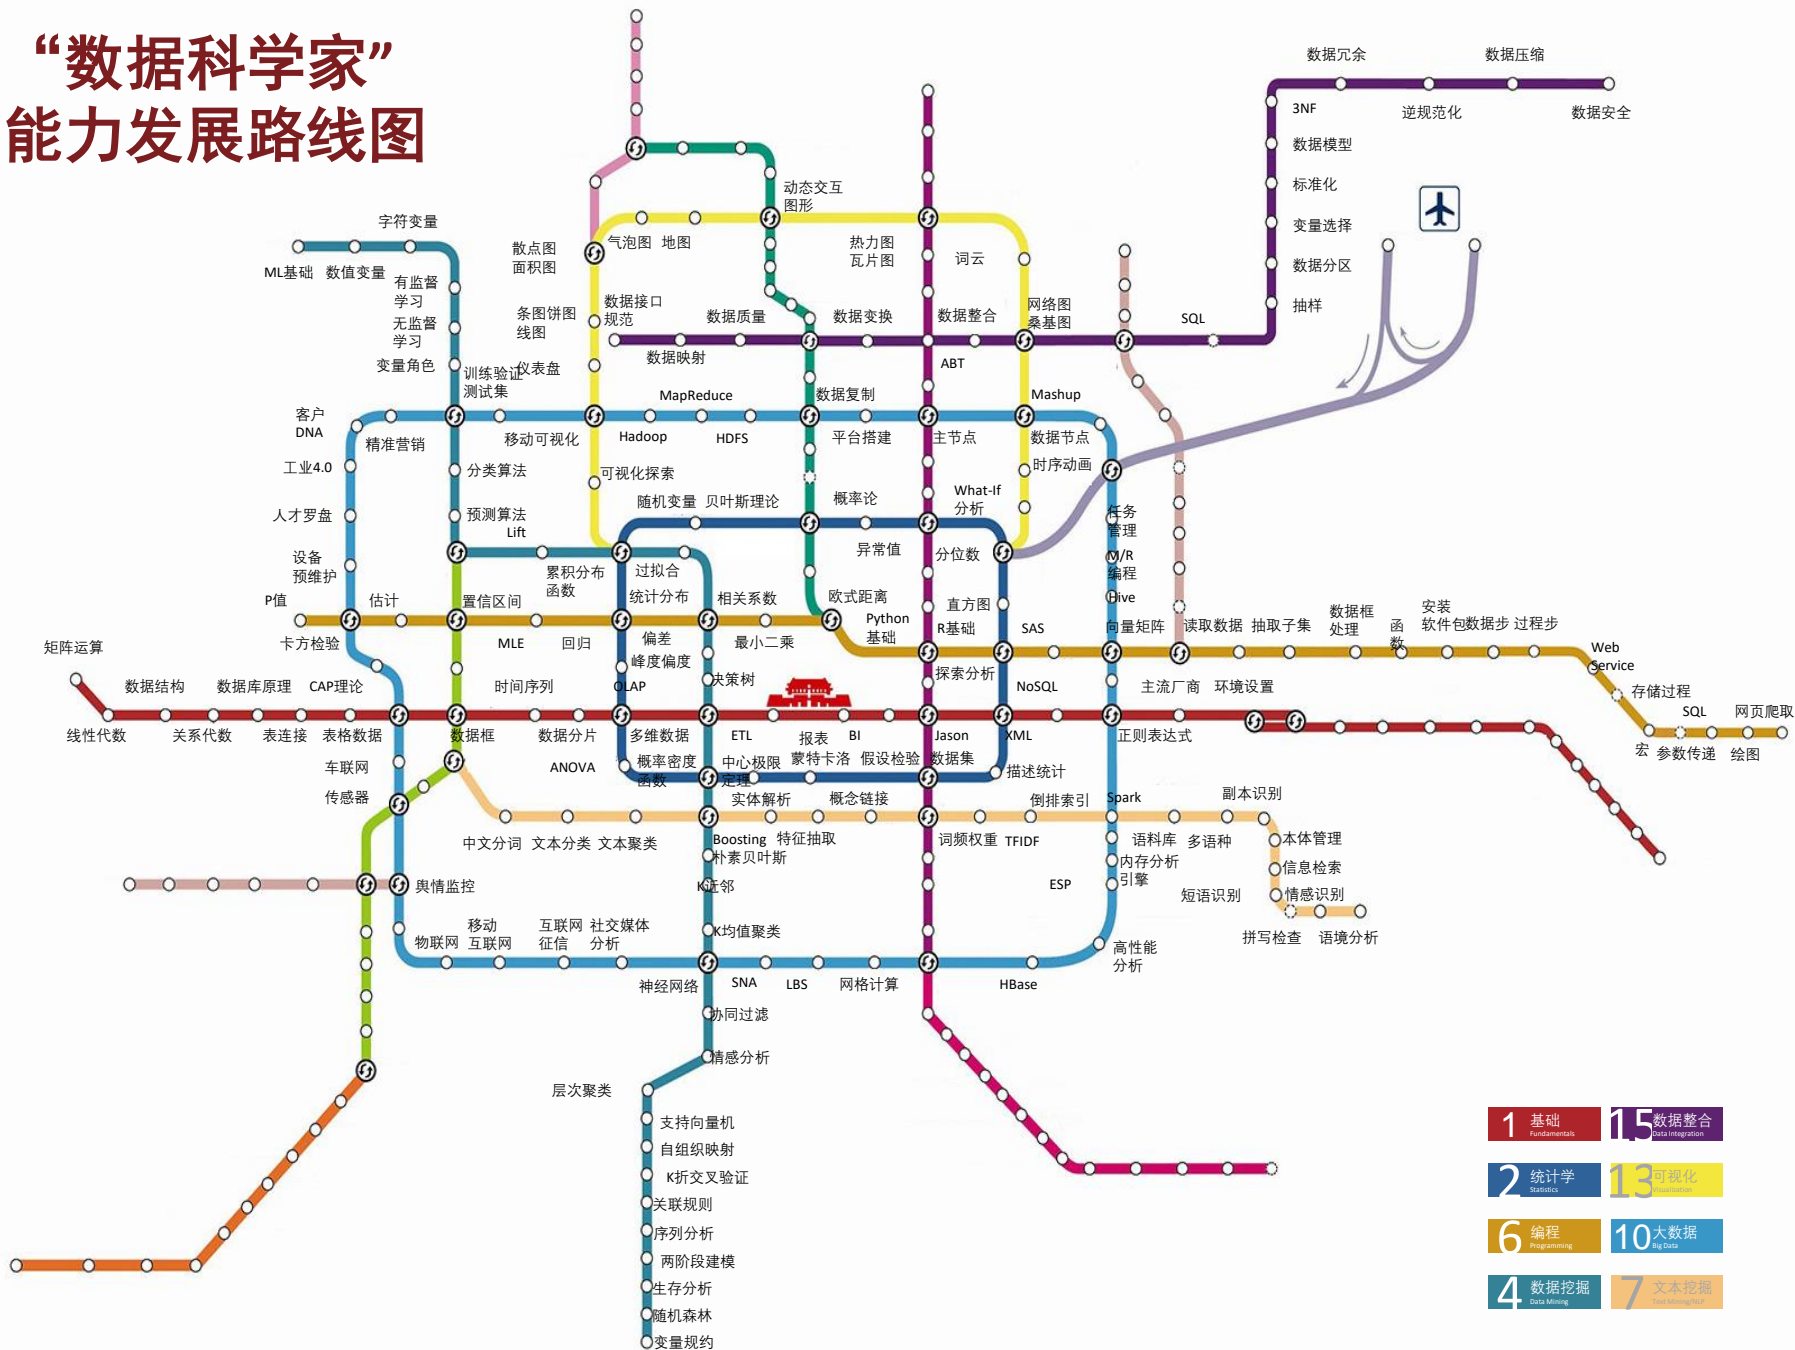 “数据科学家”
能力发展路线图
数据冗余
数据压缩
3NF
逆规范化
数据安全
数据模型
标准化
变量选择
数据分区
抽样
动态交互
图形
字符变量
ML基础
数值变量
有监督
学习
无监督
学习
变量角色
训练验证
测试集
散点图
面积图
气泡图
地图
热力图
瓦片图
词云
条图饼图
线图
数据接口
规范
数据质量
数据变换
数据整合
网络图
桑基图
SQL
数据映射
ABT
仪表盘
MapReduce
数据复制
Mashup
客户
DNA
精准营销
移动可视化
Hadoop
HDFS
平台搭建
主节点
数据节点
工业4.0
分类算法
可视化探索
时序动画
人才罗盘
预测算法
Lift
随机变量
贝叶斯理论
概率论
What-If
分析
任务
管理
异常值
分位数
M/R
编程
设备
预维护
累积分布
函数
过拟合
Hive
P值
估计
置信区间
统计分布
相关系数
欧式距离
直方图
Python
基础
R基础
SAS
向量矩阵
读取数据
抽取子集
数据框
处理
函
数
安装
软件包
数据步
过程步
卡方检验
MLE
回归
偏差
最小二乘
矩阵运算
峰度偏度
探索分析
Web
Service
数据结构
数据库原理
CAP理论
时间序列
OLAP
决策树
NoSQL
主流厂商
环境设置
存储过程
SQL
网页爬取
线性代数
关系代数
表连接
表格数据
数据框
数据分片
多维数据
ETL
报表
BI
Jason
XML
正则表达式
宏
参数传递
绘图
车联网
ANOVA
概率密度
函数
中心极限
定理
蒙特卡洛
假设检验
数据集
描述统计
传感器
实体解析
概念链接
倒排索引
Spark
副本识别
中文分词
文本分类
文本聚类
Boosting
特征抽取
词频权重
TFIDF
语料库
多语种
本体管理
朴素贝叶斯
内存分析
引擎
信息检索
舆情监控
K近邻
ESP
短语识别
情感识别
物联网
移动
互联网
互联网
征信
社交媒体
分析
K均值聚类
拼写检查
语境分析
高性能
分析
神经网络
SNA
LBS
网格计算
HBase
协同过滤
情感分析
层次聚类
支持向量机
自组织映射
K折交叉验证
关联规则
序列分析
两阶段建模
生存分析
随机森林
变量规约
1 基础
Fundamentals
15 数据整合
Data Integration
2 统计学
Statistics
13 可视化
Visualization
6 编程
Programming
10 大数据
Big Data
4 数据挖掘
Data Mining
7 文本挖掘
Text Mining/NLP